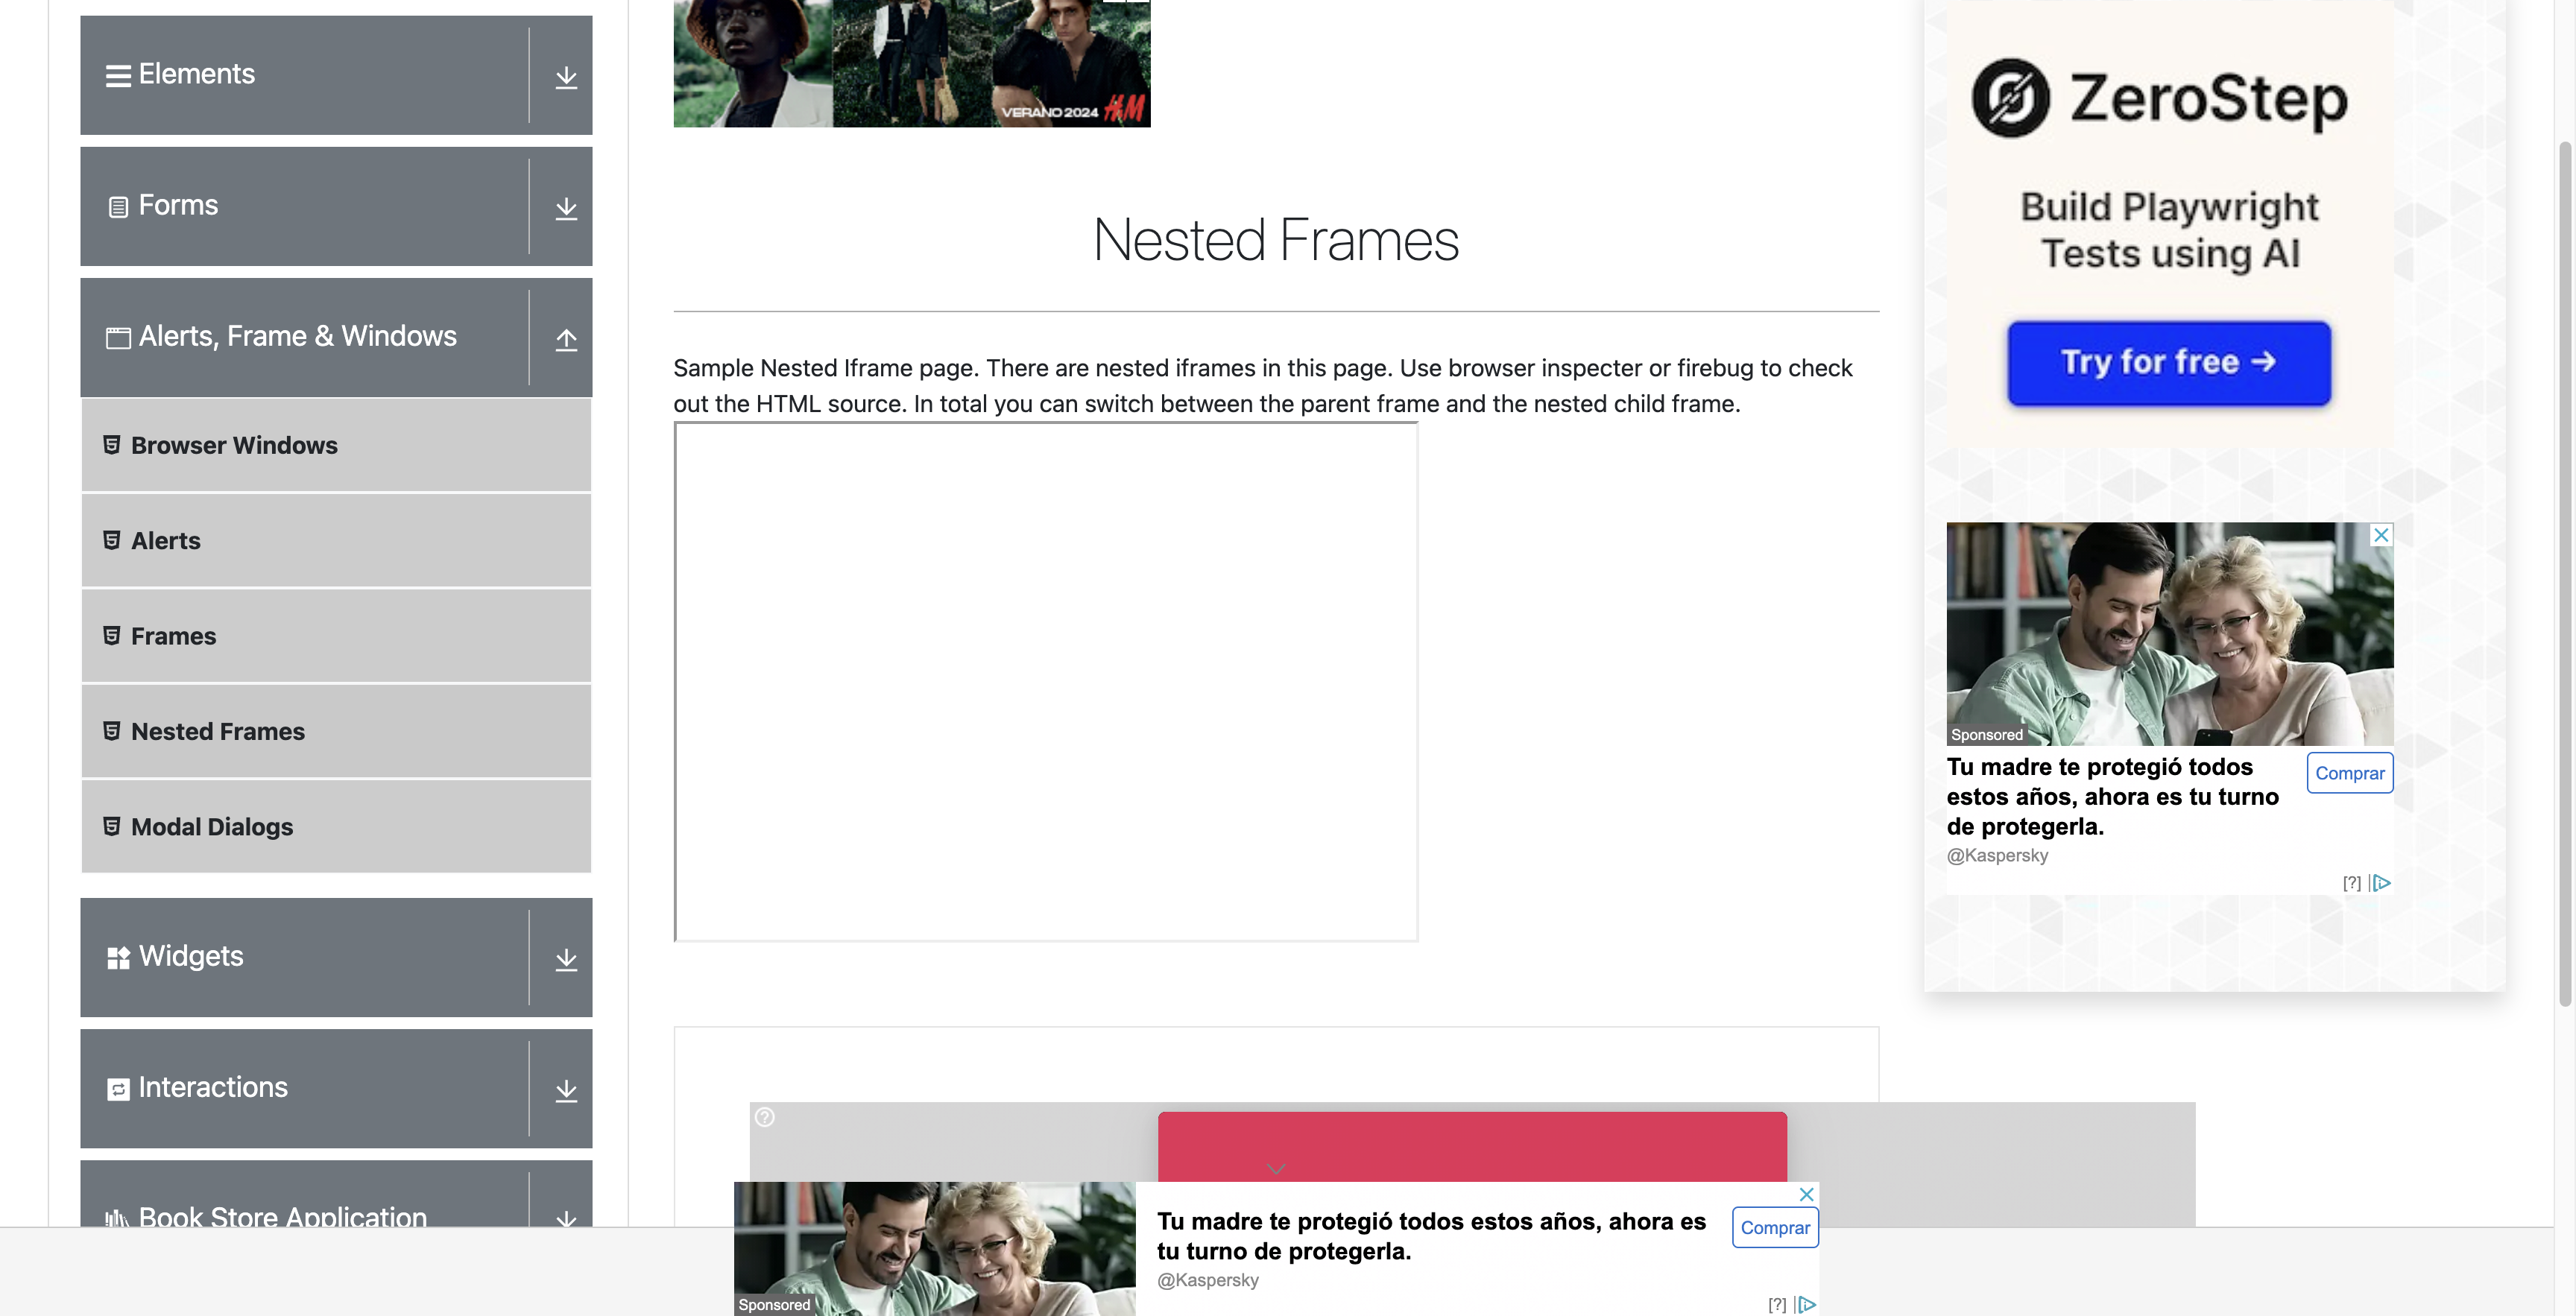 Elements
Forms
Alerts, Frame & Windows
Browser Windows
Alerts
Frames
Nested Frames
Modal Dialogs
Widgets
Interactions
Book Store Application
VERANO 2024 H&M
Nested Frames
Sample Nested Iframe page. There are nested iframes in this page. Use browser inspecter or firebug to check
out the HTML source. In total you can switch between the parent frame and the nested child frame.
ZeroStep
Build Playwright
Tests using AI
Try for free →
Sponsored
Tu madre te protegió todos
estos años, ahora es tu turno
de protegerla.
Comprar
@Kaspersky
[?]
Tu madre te protegió todos estos años, ahora es
tu turno de protegerla.
Comprar
@Kaspersky
Sponsored
[?]